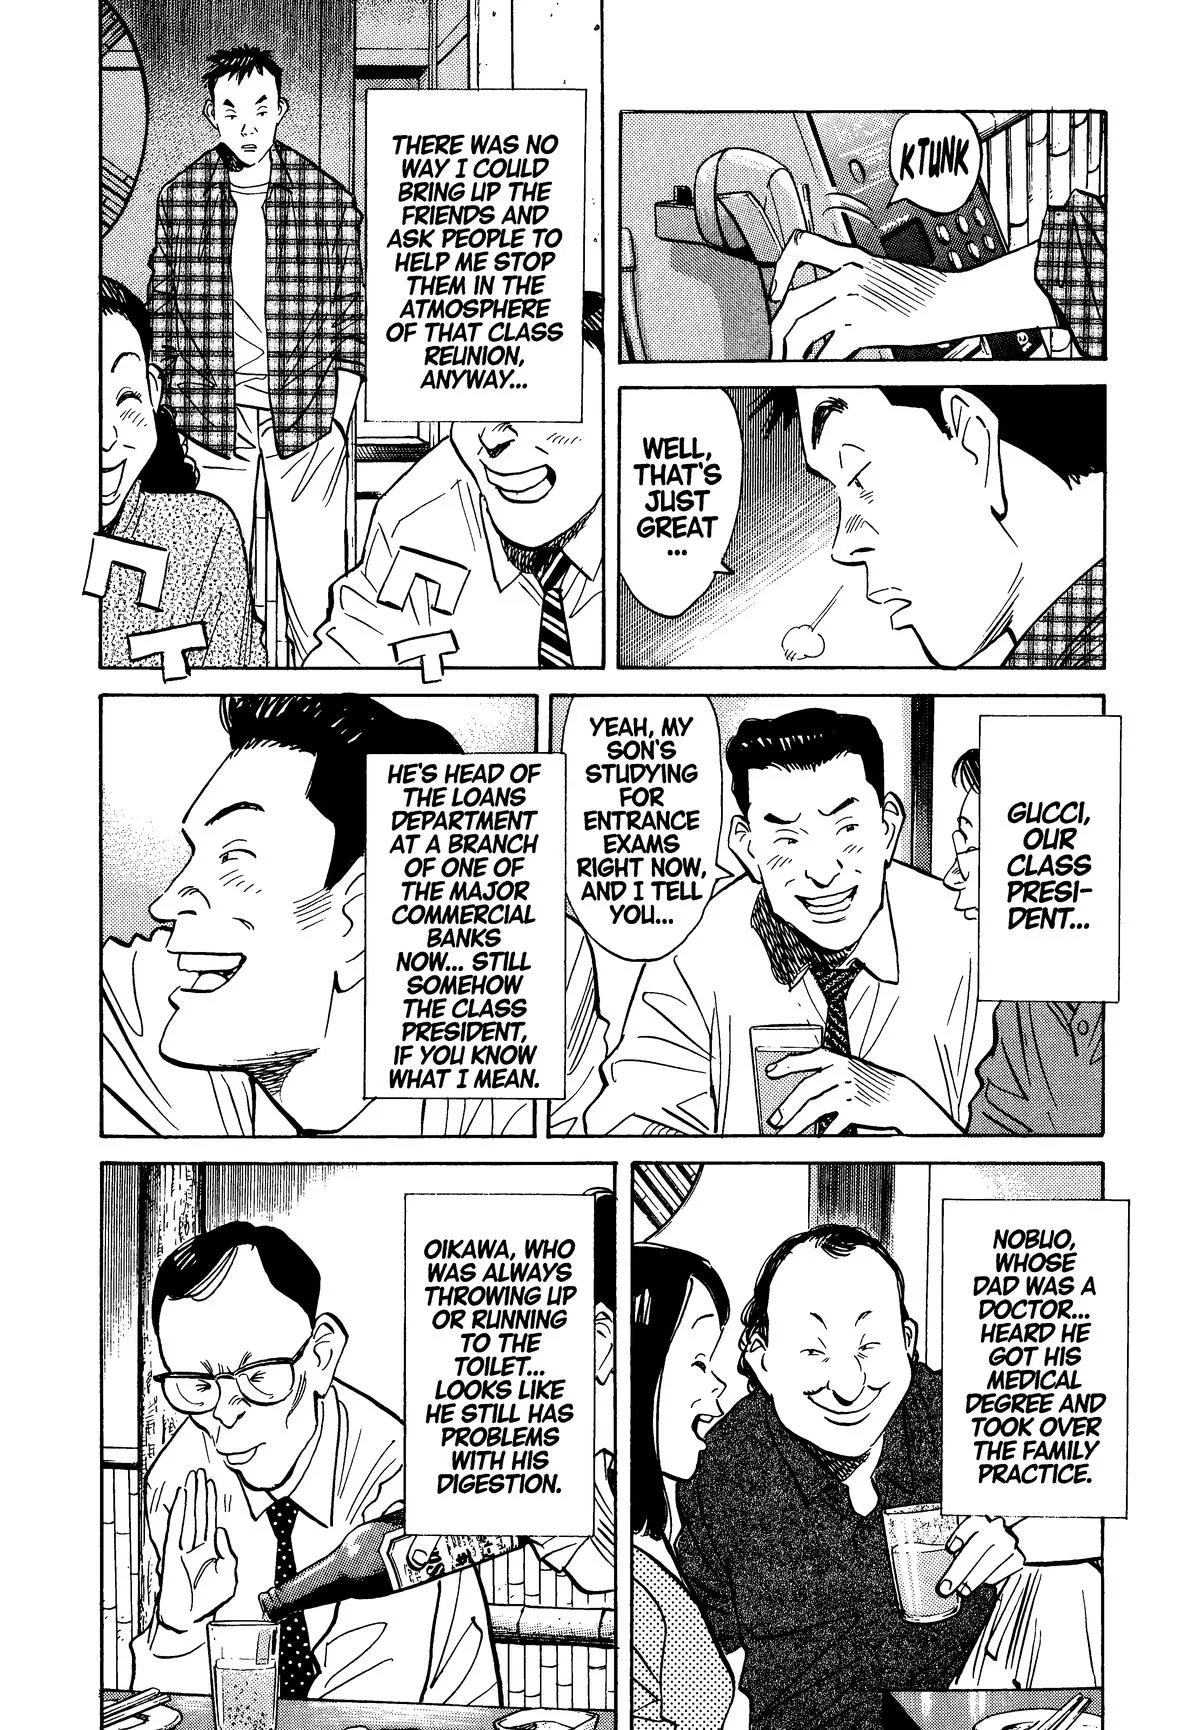 KTUNK
WELL,
THAT'S
JUST
GREAT
...
THERE WAS NO
WAY I COULD
BRING UP THE
FRIENDS AND
ASK PEOPLE TO
HELP ME STOP
THEM IN THE
ATMOSPHERE
OF THAT CLASS
REUNION,
ANYWAY...
ワイ
ワイ
GUCCI,
OUR
CLASS
PRESI-
DENT...
YEAH, MY
SON'S
STUDYING
FOR
ENTRANCE
EXAMS
RIGHT NOW,
AND I TELL
YOU...
HE'S HEAD OF
THE LOANS
DEPARTMENT
AT A BRANCH
OF ONE OF
THE MAJOR
COMMERCIAL
BANKS
NOW... STILL
SOMEHOW
THE CLASS
PRESIDENT,
IF YOU KNOW
WHAT I MEAN.
NOBUO,
WHOSE
DAD WAS A
DOCTOR...
HEARD HE
GOT HIS
MEDICAL
DEGREE AND
TOOK OVER
THE FAMILY
PRACTICE.
OIKAWA, WHO
WAS ALWAYS
THROWING UP
OR RUNNING
TO THE
TOILET...
LOOKS LIKE
HE STILL HAS
PROBLEMS
WITH HIS
DIGESTION.